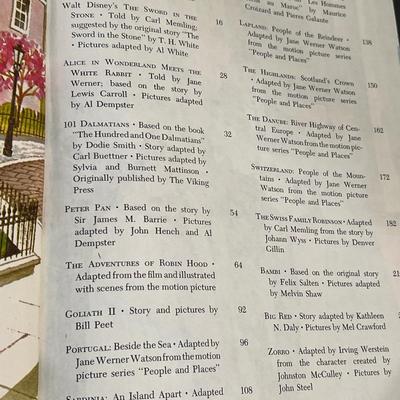 Walt Disney's THE SWORD IN THE
STONE • Told by Carl Memling, 16
suggested by the original story "The
Sword in the Stone" by T. H. White
• Pictures adapted by Al White
ALICE IN WONDERLAND MEETS THE
WHITE RABBIT • Told by Jane 28
Werner; based on the story by
Lewis Carroll • Pictures adapted
by Al Dempster
101 DALMATIANS • Based on the book
"The Hundred and One Dalmatians" 32
by Dodie Smith • Story adapted by
Carl Buettner • Pictures adapted by
Sylvia and Burnett Mattinson •
Originally published by The Viking
Press
PETER PAN • Based on the story by
Sir James M. Barrie • Pictures 54
adapted by John Hench and Al
Dempster
THE ADVENTURES OF ROBIN HOOD • 64
Adapted from the film and illustrated
with scenes from the motion picture
GOLIATH II • Story and pictures by 92
Bill Peet
PORTUGAL: Beside the Sea • Adapted by 96
Jane Werner Watson from the motion
picture series "People and Places"
SARDINIA: An Island Apart • Adapted 108
Les Hommes
au Maroc" by Maurice
Croizard and Pierre Galante
LAPLAND: People of the Reindeer • 138
Adapted by Jane Werner Watson
from the motion picture series
"People and Places"
THE HIGHLANDS: Scotland's Crown 150
• Adapted by Jane Werner Watson
from the motion picture series
"People and Places"
THE DANUBE: River Highway of Cen-
tral Europe • Adapted by Jane 162
Werner Watson from the motion pic-
ture series "People and Places"
SWITZERLAND: People of the Moun-
tains • Adapted by Jane Werner 172
Watson from the motion picture
series "People and Places"
THE SWISS FAMILY ROBINSON • Adapted 182
by Carl Memling from the story by
Johann Wyss • Pictures by Denver
Gillin
BAMBI • Based on the original story
by Felix Salten • Pictures adapted by
Melvin Shaw
BIG RED • Story adapted by Kathleen
N. Daly • Pictures by Mel Crawford
ZORRO • Adapted by Irving Werstein
from the character created by
Johnston McCulley • Pictures by
John Steel